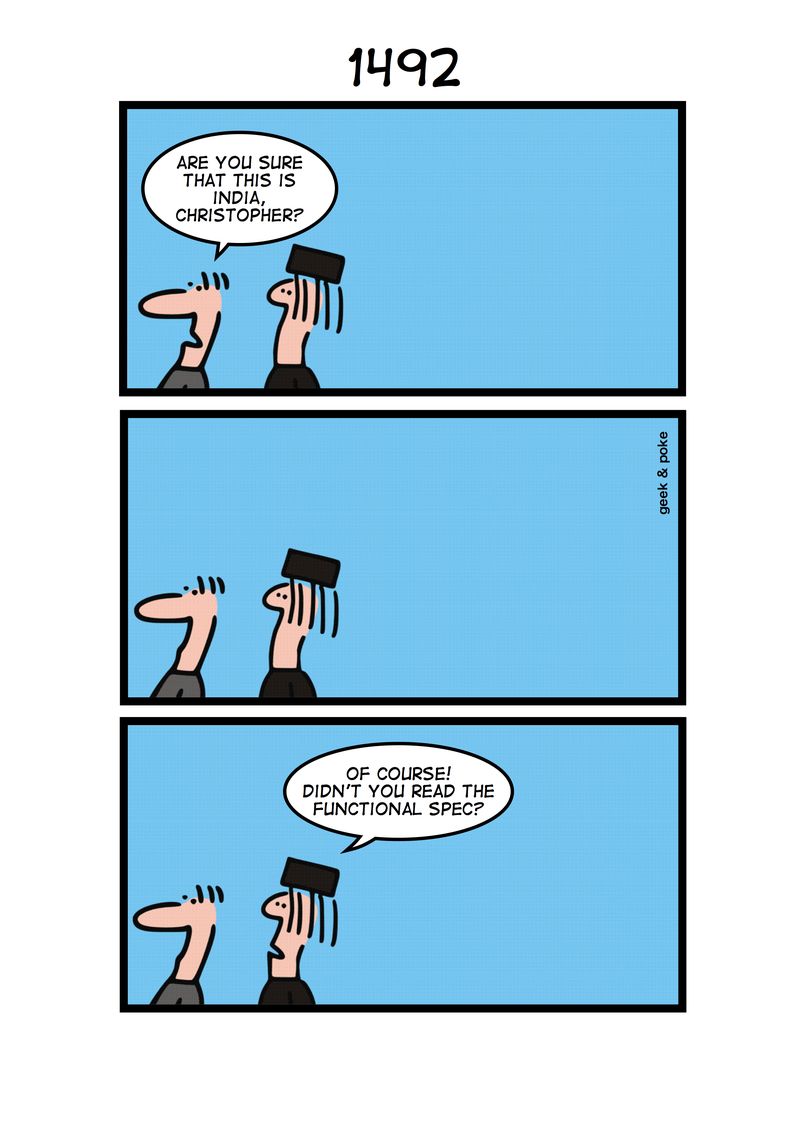 1492
ARE YOU SURE
THAT THIS IS
INDIA,
CHRISTOPHER?
geek & poke
OF COURSE!
DIDN'T YOU READ THE
FUNCTIONAL SPEC?